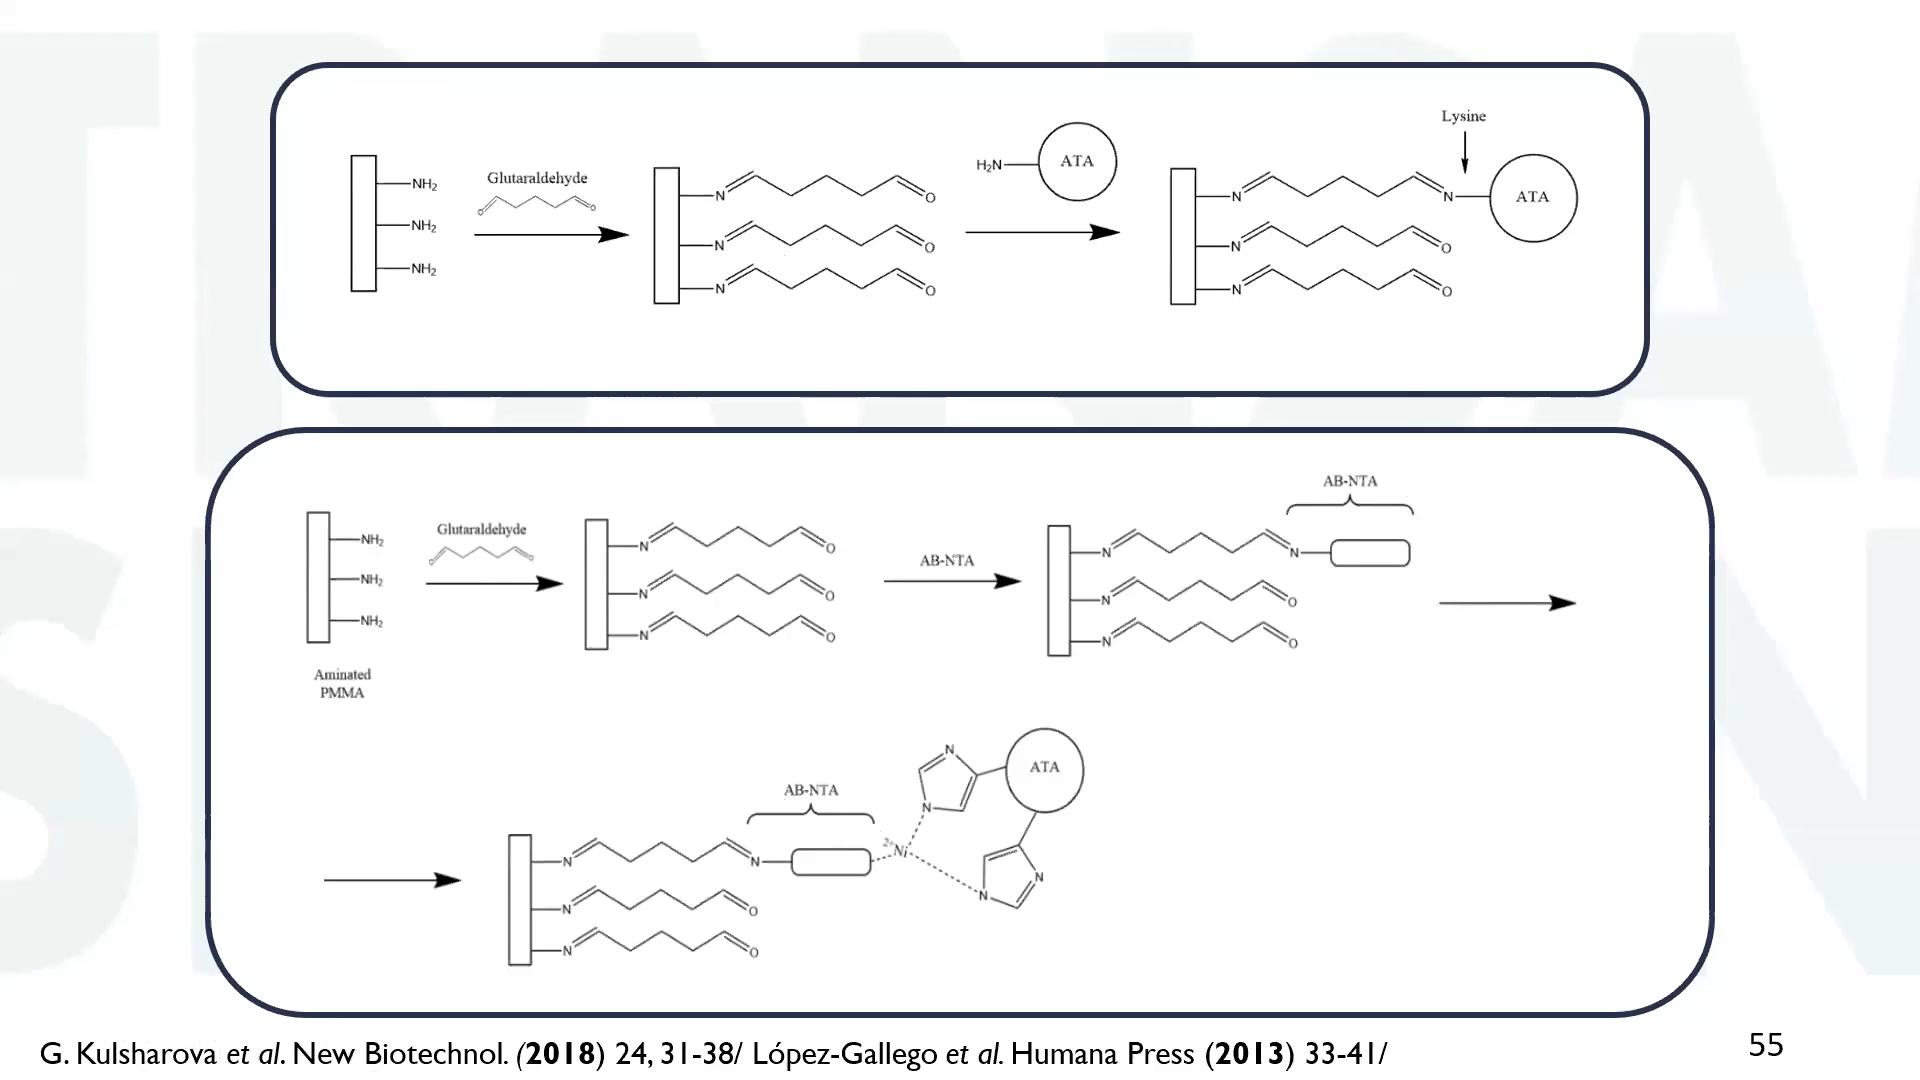 Lysine
NH2
NH2
NH2
Glutaraldehyde
O
O
N
O
N
O
N
O
H2N
ATA
N
N
ATA
N
O
N
O
AB-NTA
NH2
NH2
NH2
Glutaraldehyde
O
O
Aminated
PMMA
N
O
N
O
N
O
AB-NTA
N
N
N
O
N
O
AB-NTA
N
N
2+Ni
N
N
ATA
N
N
N
O
N
O
G. Kulsharova et al. New Biotechnol. (2018) 24, 31-38/ López-Gallego et al. Humana Press (2013) 33-41/
55